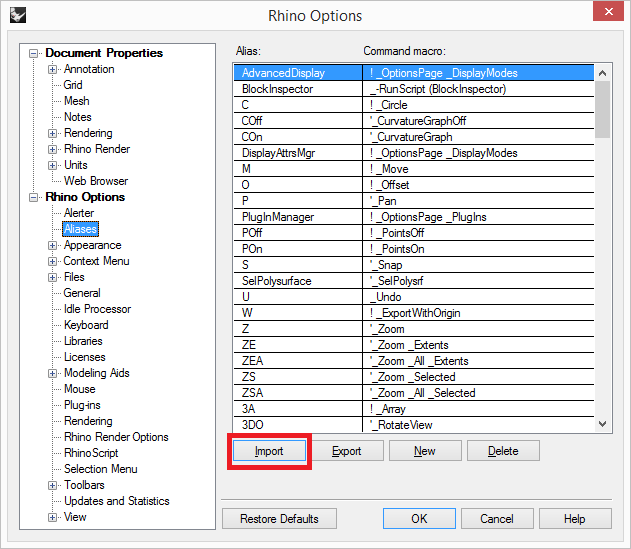 Rhino Options
Document Properties
Annotation
Grid
Mesh
Notes
Rendering
Rhino Render
Units
Web Browser
Rhino Options
Alerter
Aliases
Appearance
Context Menu
Files
General
Idle Processor
Keyboard
Libraries
Licenses
Modeling Aids
Mouse
Plug-ins
Rendering
Rhino Render Options
RhinoScript
Selection Menu
Toolbars
Updates and Statistics
View
Alias: Command macro:
AdvancedDisplay ! _OptionsPage _DisplayModes
BlockInspector _-RunScript (BlockInspector)
C ! _Circle
COff '_CurvatureGraphOff
COn '_CurvatureGraph
DisplayAttrsMgr ! _OptionsPage _DisplayModes
M ! _Move
O ! _Offset
P '_Pan
PlugInManager ! _OptionsPage _PlugIns
POff ! _PointsOff
POn ! _PointsOn
S '_Snap
SelPolysurface '_SelPolysrf
U _Undo
W ! _ExportWithOrigin
Z '_Zoom
ZE '_Zoom _Extents
ZEA '_Zoom _All _Extents
ZS '_Zoom _Selected
ZSA '_Zoom _All _Selected
3A ! _Array
3DO '_RotateView
Import Export New Delete
Restore Defaults OK Cancel Help